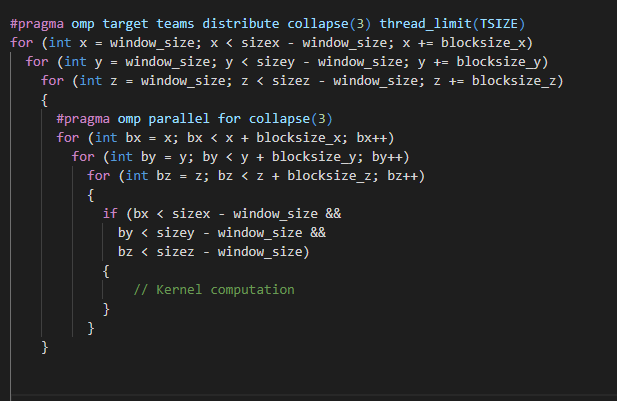 #pragma omp target teams distribute collapse(3) thread_limit(TSIZE)
for (int x = window_size; x < sizex - window_size; x += blocksize_x)
  for (int y = window_size; y < sizey - window_size; y += blocksize_y)
    for (int z = window_size; z < sizez - window_size; z += blocksize_z)
    {
      #pragma omp parallel for collapse(3)
      for (int bx = x; bx < x + blocksize_x; bx++)
        for (int by = y; by < y + blocksize_y; by++)
          for (int bz = z; bz < z + blocksize_z; bz++)
          {
            if (bx < sizex - window_size &&
              by < sizey - window_size &&
              bz < sizez - window_size)
            {
                // Kernel computation
            }
          }
    }